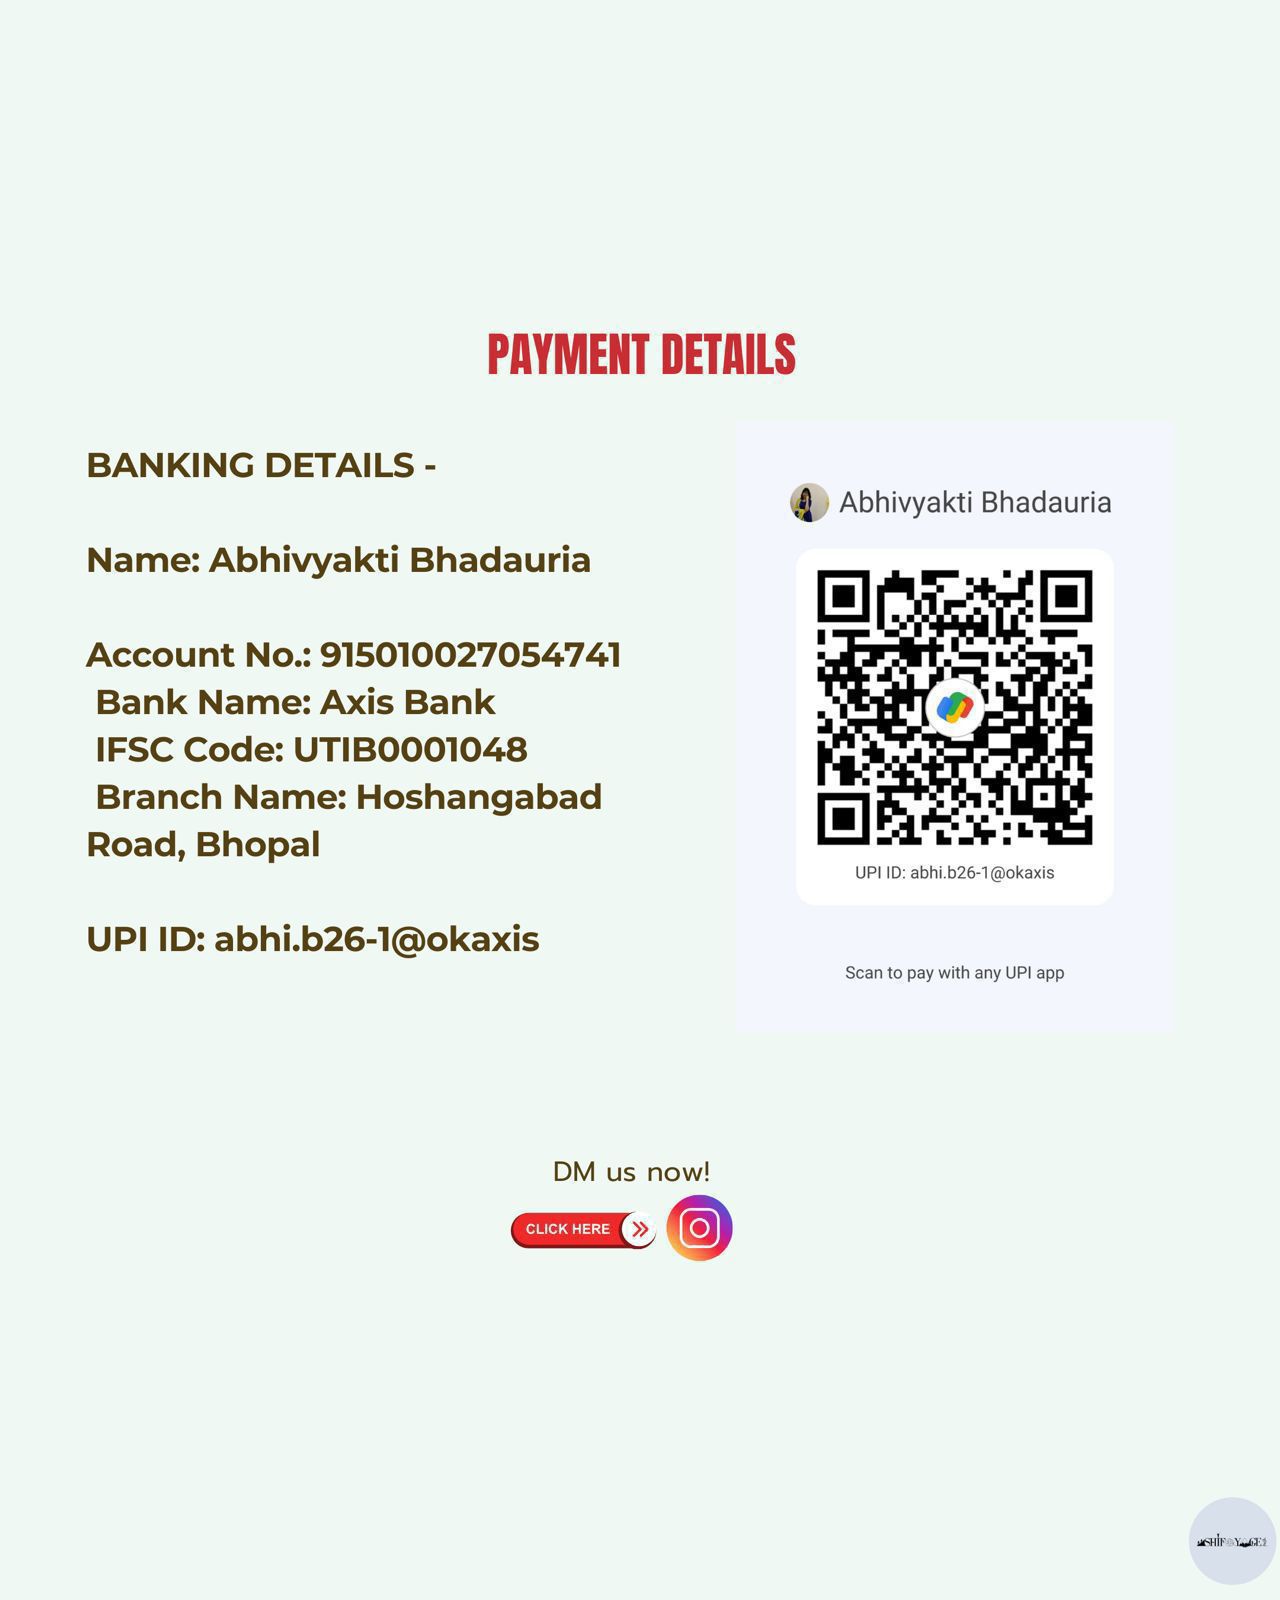 PAYMENT DETAILS
BANKING DETAILS -
Name: Abhivyakti Bhadauria
Account No.: 915010027054741
Bank Name: Axis Bank
IFSC Code: UTIB0001048
Branch Name: Hoshangabad
Road, Bhopal
UPI ID: abhi.b26-1@okaxis
Abhivyakti Bhadauria
UPI ID: abhi.b26-1@okaxis
Scan to pay with any UPI app
DM us now!
CLICK HERE